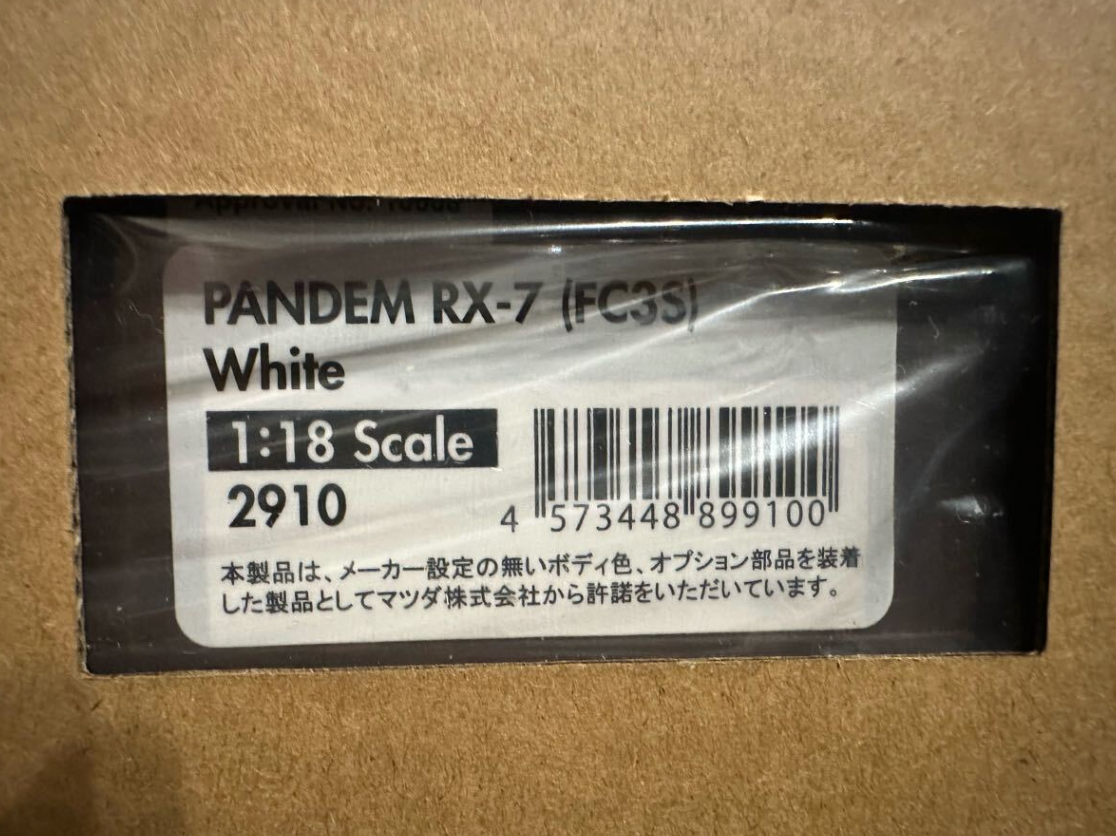 Approval No.
PANDEM RX-7 (FC3S)
White
1:18 Scale
2910
4 573448 899100
本製品は、メーカー設定の無いボディ色、オプション部品を装着
した製品としてマツダ株式会社から許諾をいただいています。